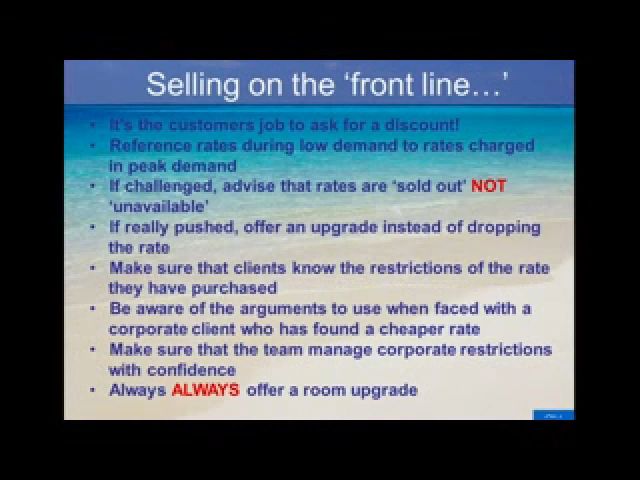 Selling on the ‘front line…’
• It's the customers job to ask for a discount!
• Reference rates during low demand to rates charged
in peak demand
• If challenged, advise that rates are ‘sold out’ NOT
‘unavailable’
• If really pushed, offer an upgrade instead of dropping
the rate
• Make sure that clients know the restrictions of the rate
they have purchased
• Be aware of the arguments to use when faced with a
corporate client who has found a cheaper rate
• Make sure that the team manage corporate restrictions
with confidence
• Always ALWAYS offer a room upgrade